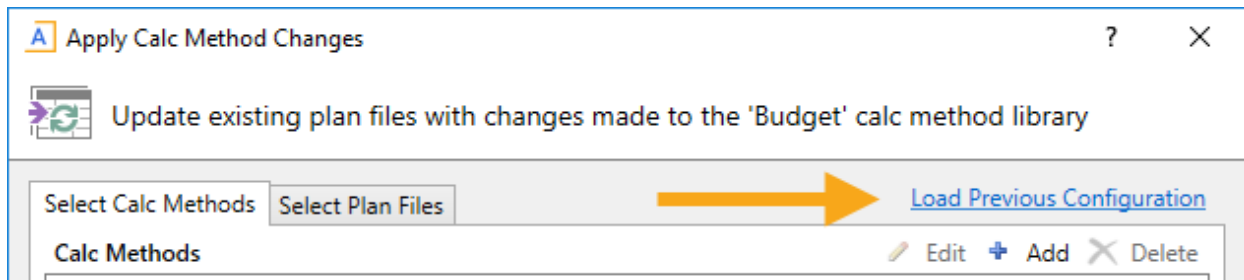 A Apply Calc Method Changes ? ✕
Update existing plan files with changes made to the 'Budget' calc method library
Select Calc Methods Select Plan Files Load Previous Configuration
Calc Methods Edit Add Delete